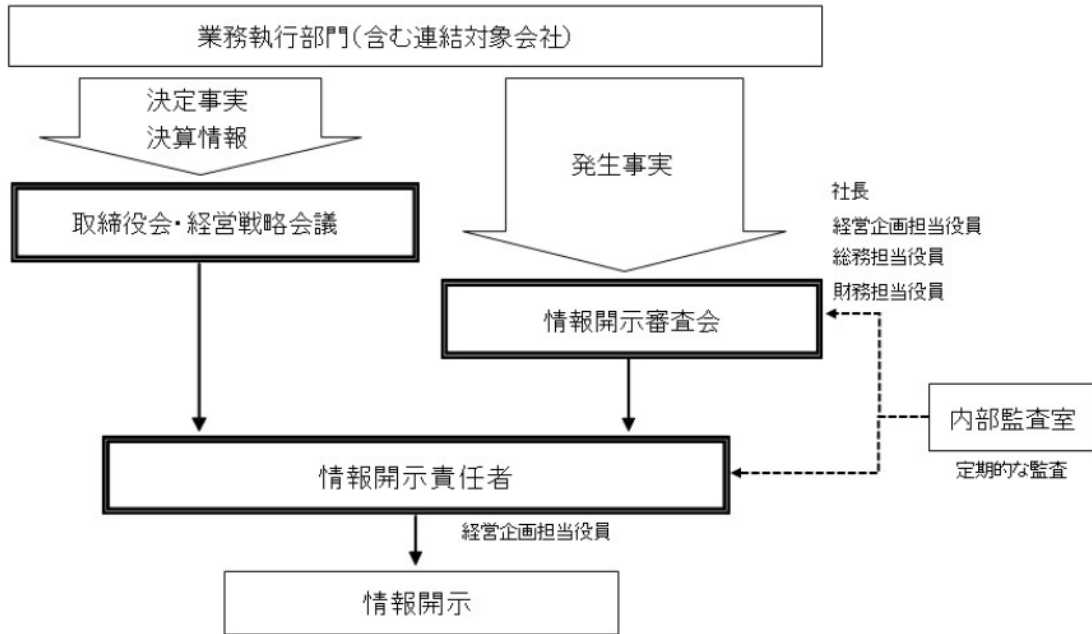 業務執行部門(含む連結対象会社)
決定事実
決算情報
発生事実
取締役会・経営戦略会議
社長
経営企画担当役員
総務担当役員
財務担当役員
情報開示審査会
内部監査室
定期的な監査
情報開示責任者
経営企画担当役員
情報開示